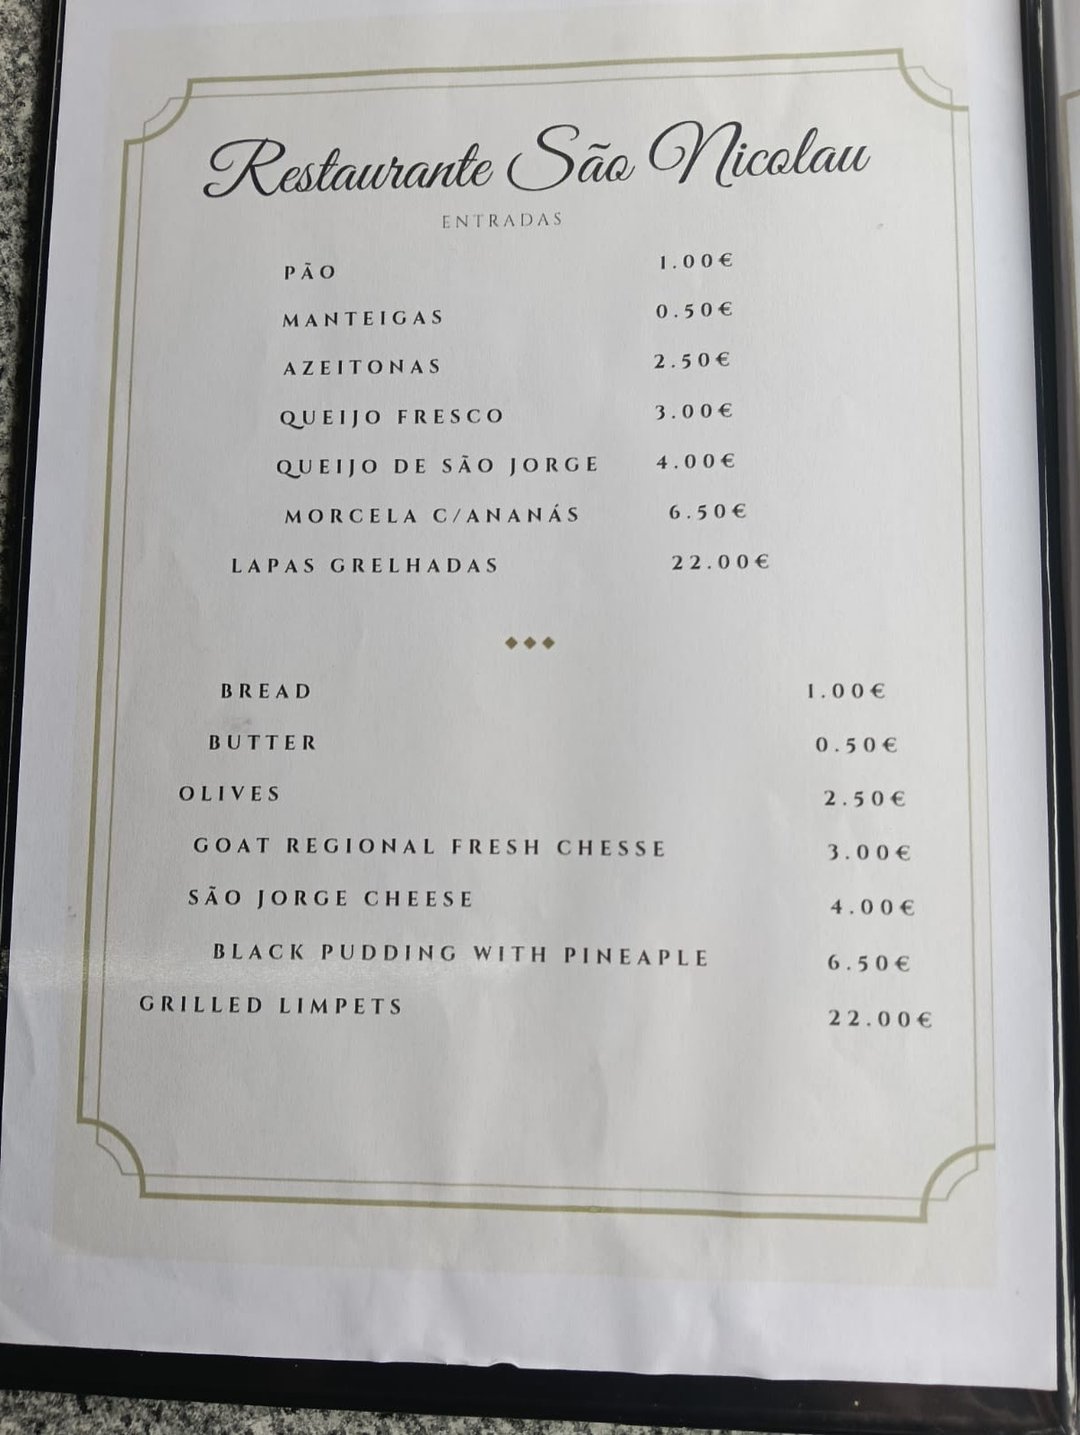 Restaurante São Nicolau
ENTRADAS
PÃO 1.00€
MANTEIGAS 0.50€
AZEITONAS 2.50€
QUEIJO FRESCO 3.00€
QUEIJO DE SÃO JORGE 4.00€
MORCELA C/ANANÁS 6.50€
LAPAS GRELHADAS 22.00€
BREAD 1.00€
BUTTER 0.50€
OLIVES 2.50€
GOAT REGIONAL FRESH CHESSE 3.00€
SÃO JORGE CHEESE 4.00€
BLACK PUDDING WITH PINEAPLE 6.50€
GRILLED LIMPETS 22.00€